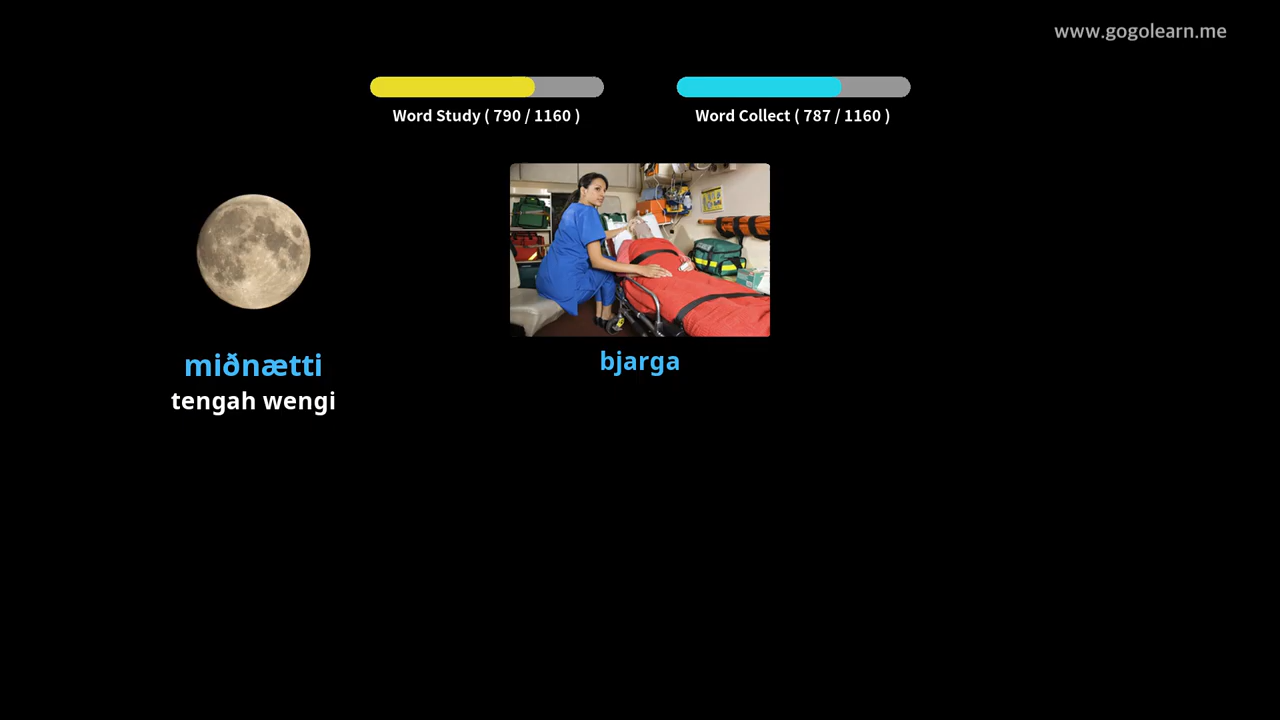 www.gogolearn.me
Word Study ( 790 / 1160 )
Word Collect ( 787 / 1160 )
miðnætti
tengah wengi
bjarga